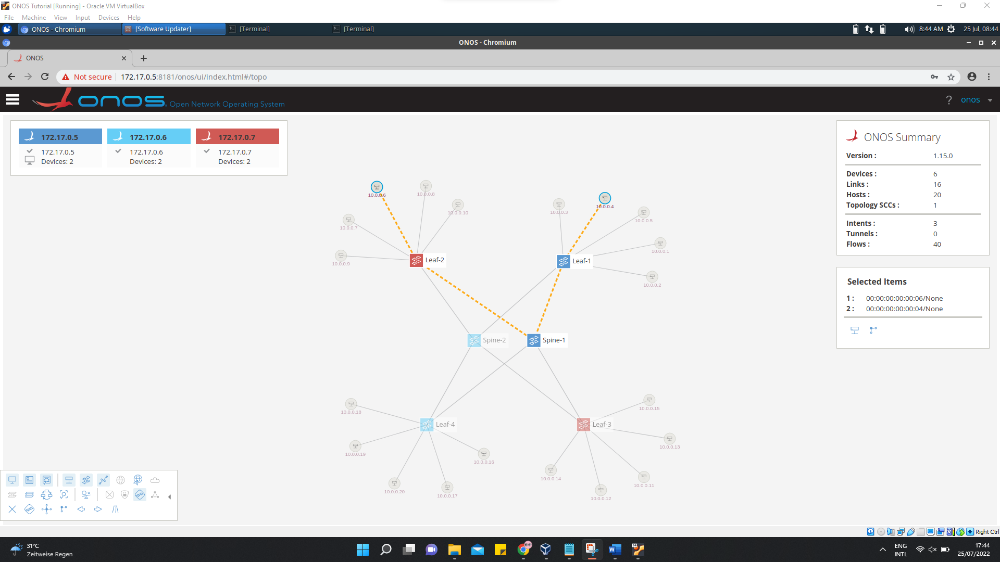 ONOS Tutorial [Running] - Oracle VM VirtualBox
File Machine View Input Devices Help
ONOS - Chromium [Software Updater] [Terminal] [Terminal] 8:44 AM 25 Jul, 08:44
ONOS - Chromium
ONOS
Not secure 172.17.0.5:8181/onos/ui/index.html#/topo
onos Open Network Operating System ? onos
172.17.0.5 172.17.0.6 172.17.0.7
172.17.0.5 172.17.0.6 172.17.0.7
Devices: 2 Devices: 2 Devices: 2
ONOS Summary
Version : 1.15.0
Devices : 6
Links : 16
Hosts : 20
Topology SCCs : 1
Intents : 3
Tunnels : 0
Flows : 40
Selected Items
1 : 00:00:00:00:00:06/None
2 : 00:00:00:00:00:04/None
10.0.0.6
10.0.0.8
10.0.0.10
10.0.0.7
10.0.0.9
10.0.0.3
10.0.0.4
10.0.0.5
10.0.0.1
10.0.0.2
Leaf-2
Leaf-1
Spine-2
Spine-1
Leaf-4
Leaf-3
10.0.0.18
10.0.0.19
10.0.0.20
10.0.0.17
10.0.0.16
10.0.0.15
10.0.0.13
10.0.0.14
10.0.0.11
10.0.0.12
Right Ctrl
31°C
Zeitweise Regen
ENG
INTL
17:44
25/07/2022